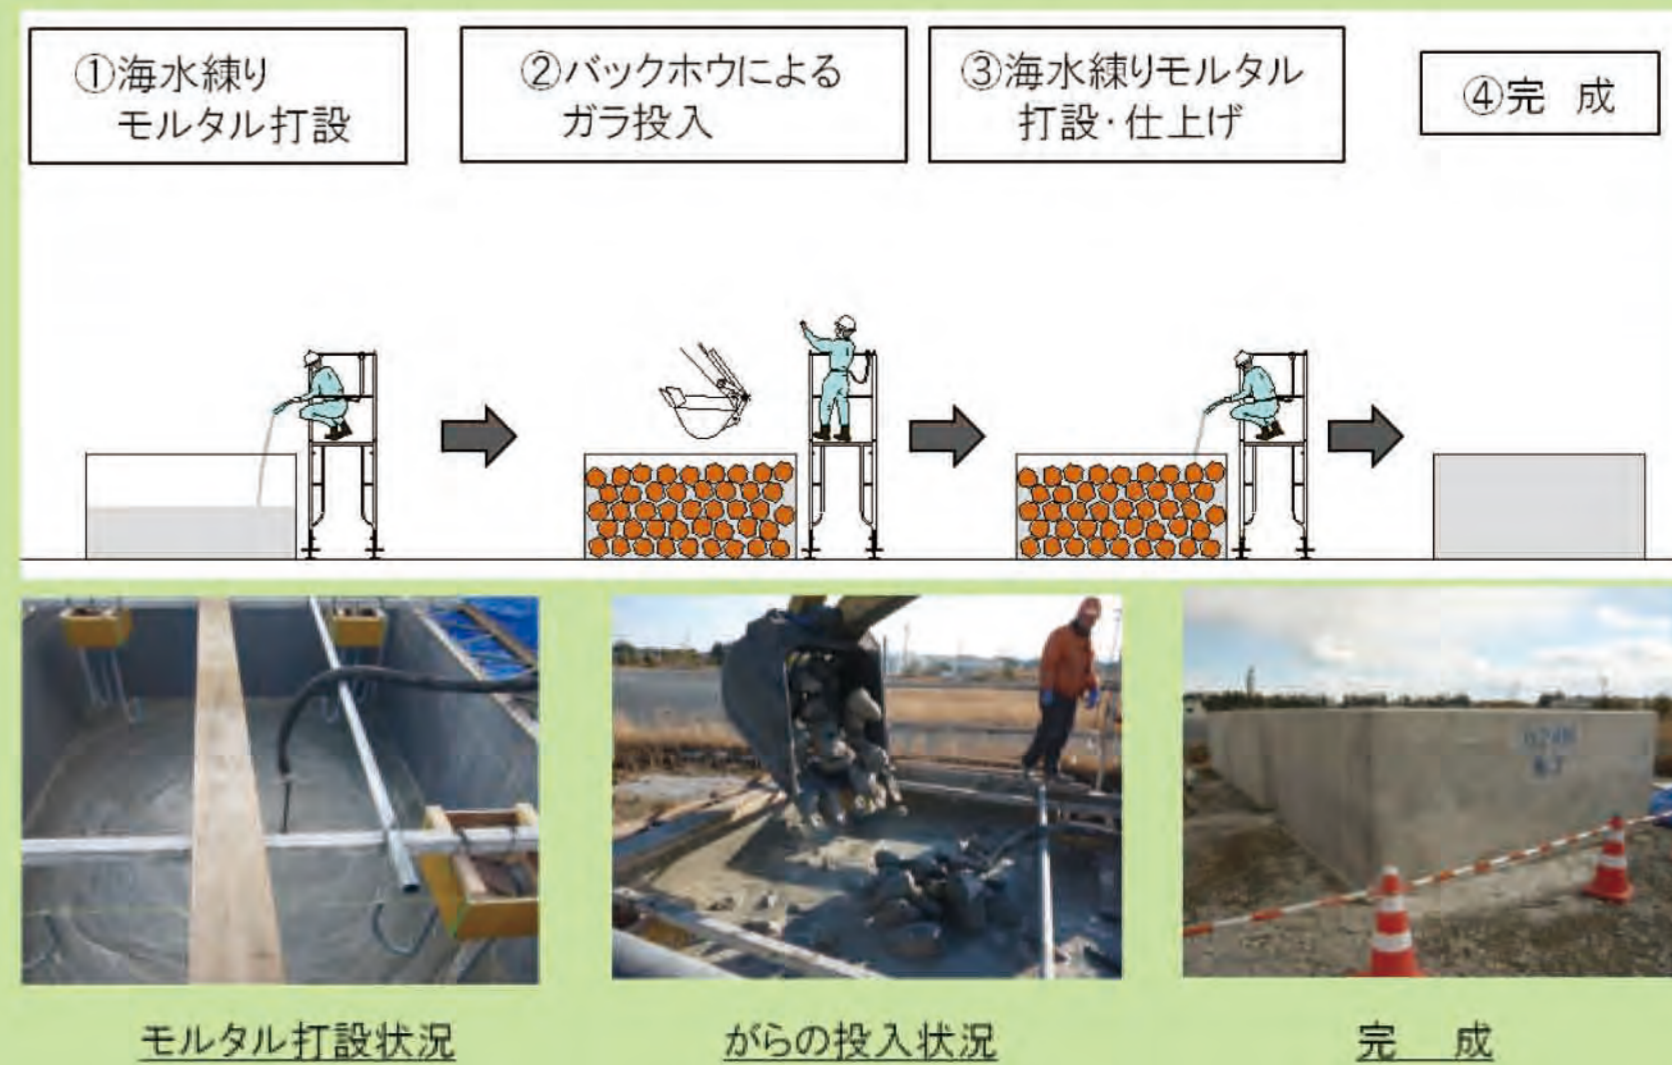 ①海水練り
モルタル打設
②バックホウによる
ガラ投入
③海水練りモルタル
打設・仕上げ
④完　成
モルタル打設状況
がらの投入状況
完　成